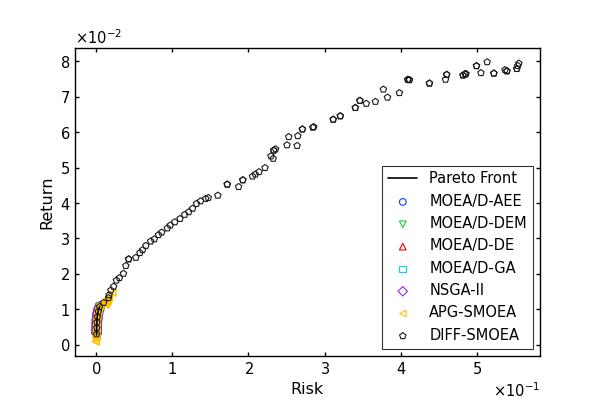 ×10⁻²
8
7
6
5
4
3
2
1
0
Return
0 1 2 3 4 5
Risk
×10⁻¹
Pareto Front
MOEA/D-AEE
MOEA/D-DEM
MOEA/D-DE
MOEA/D-GA
NSGA-II
APG-SMOEA
DIFF-SMOEA